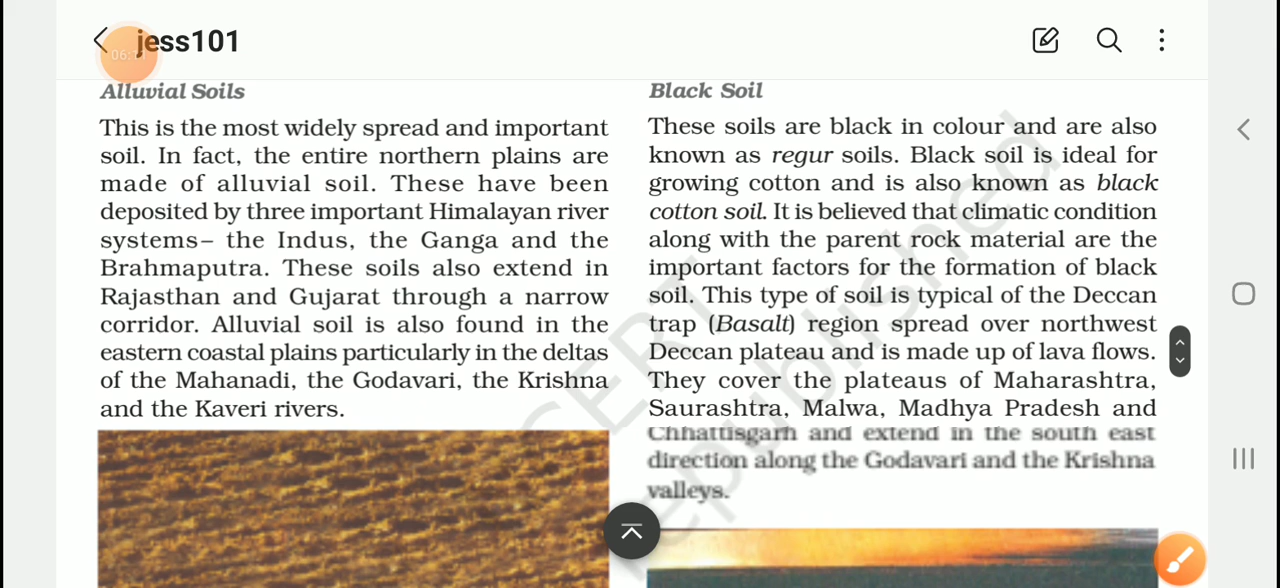 jess101
Alluvial Soils
This is the most widely spread and important
soil. In fact, the entire northern plains are
made of alluvial soil. These have been
deposited by three important Himalayan river
systems– the Indus, the Ganga and the
Brahmaputra. These soils also extend in
Rajasthan and Gujarat through a narrow
corridor. Alluvial soil is also found in the
eastern coastal plains particularly in the deltas
of the Mahanadi, the Godavari, the Krishna
and the Kaveri rivers.
Black Soil
These soils are black in colour and are also
known as regur soils. Black soil is ideal for
growing cotton and is also known as black
cotton soil. It is believed that climatic condition
along with the parent rock material are the
important factors for the formation of black
soil. This type of soil is typical of the Deccan
trap (Basalt) region spread over northwest
Deccan plateau and is made up of lava flows.
They cover the plateaus of Maharashtra,
Saurashtra, Malwa, Madhya Pradesh and
Chhattisgarh and extend in the south east
direction along the Godavari and the Krishna
valleys.